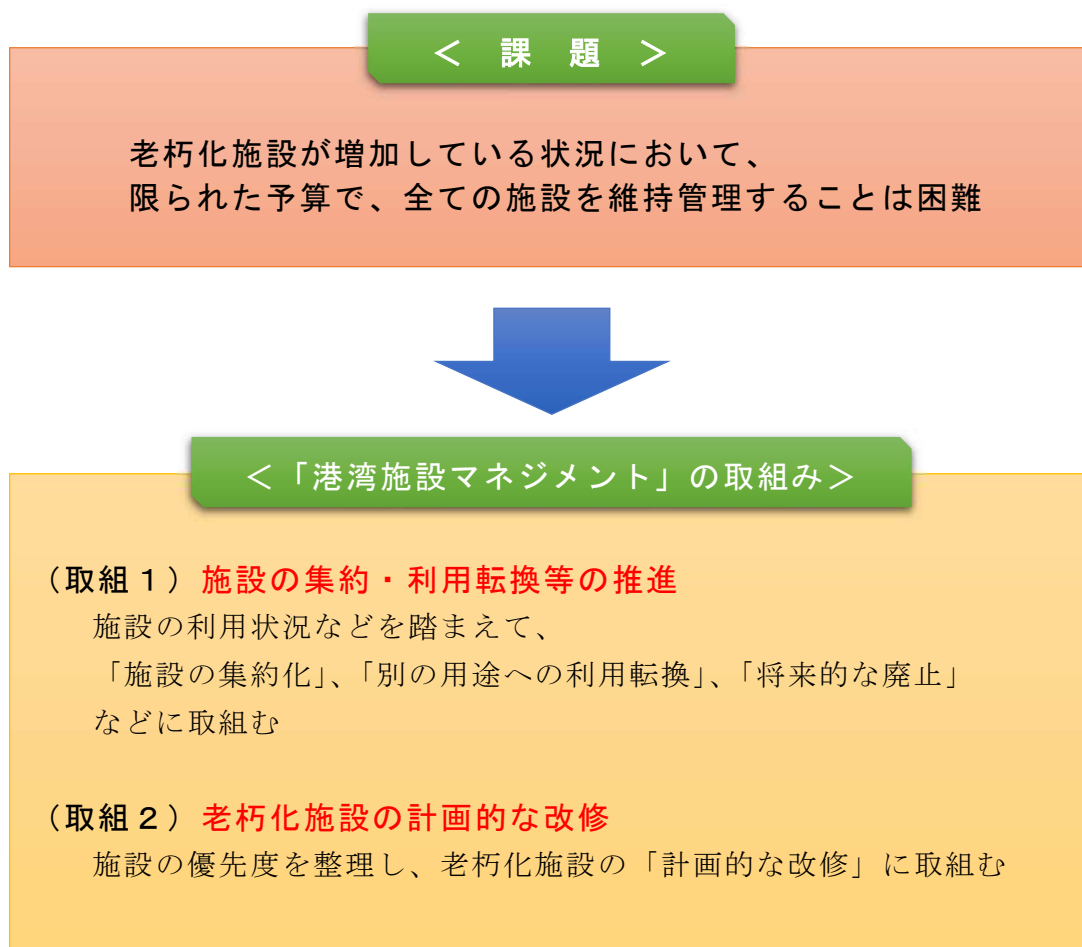 ＜ 課 題 ＞
老朽化施設が増加している状況において、
限られた予算で、全ての施設を維持管理することは困難
＜「港湾施設マネジメント」の取組み＞
（取組１）施設の集約・利用転換等の推進
施設の利用状況などを踏まえて、
「施設の集約化」、「別の用途への利用転換」、「将来的な廃止」
などに取組む
（取組２）老朽化施設の計画的な改修
施設の優先度を整理し、老朽化施設の「計画的な改修」に取組む